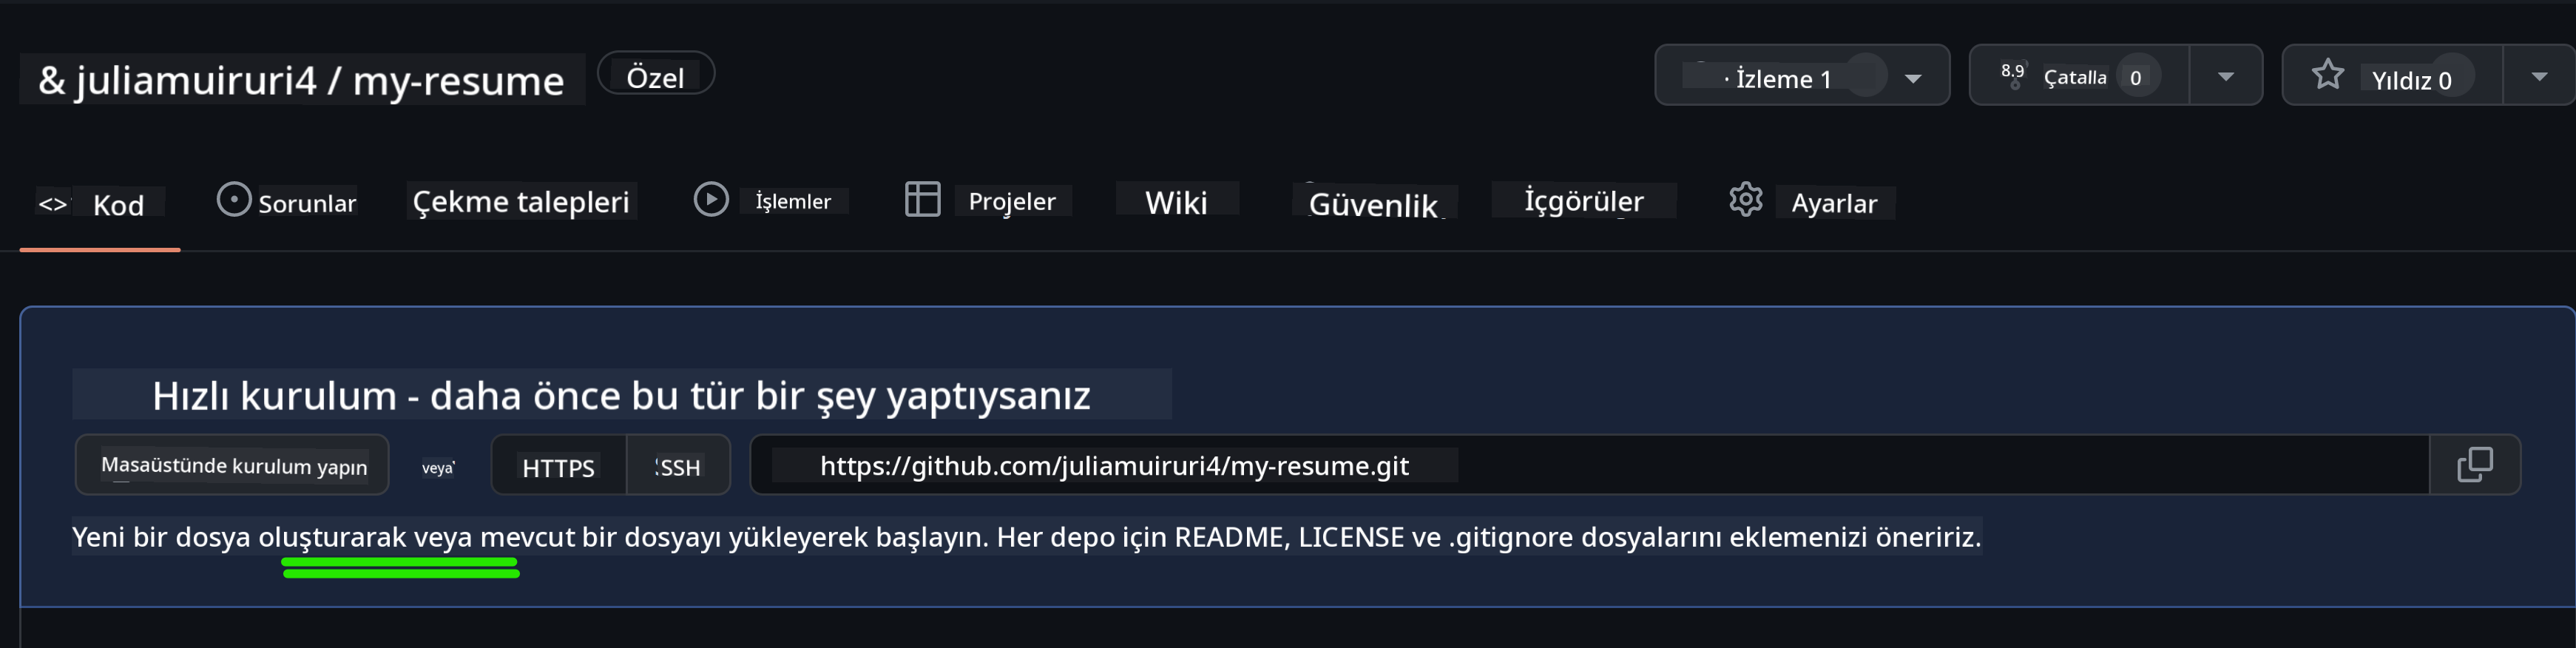 & juliamuiruri4 / my-resume Özel · İzleme 1 8.9 Çatalla 0 Yıldız 0
<> Kod Sorunlar Çekme talepleri İşlemler Projeler Wiki Güvenlik İçgörüler Ayarlar
Hızlı kurulum - daha önce bu tür bir şey yaptıysanız
Masaüstünde kurulum yapın veya HTTPS SSH https://github.com/juliamuiruri4/my-resume.git
Yeni bir dosya oluşturarak veya mevcut bir dosyayı yükleyerek başlayın. Her depo için README, LICENSE ve .gitignore dosyalarını eklemenizi öneririz.